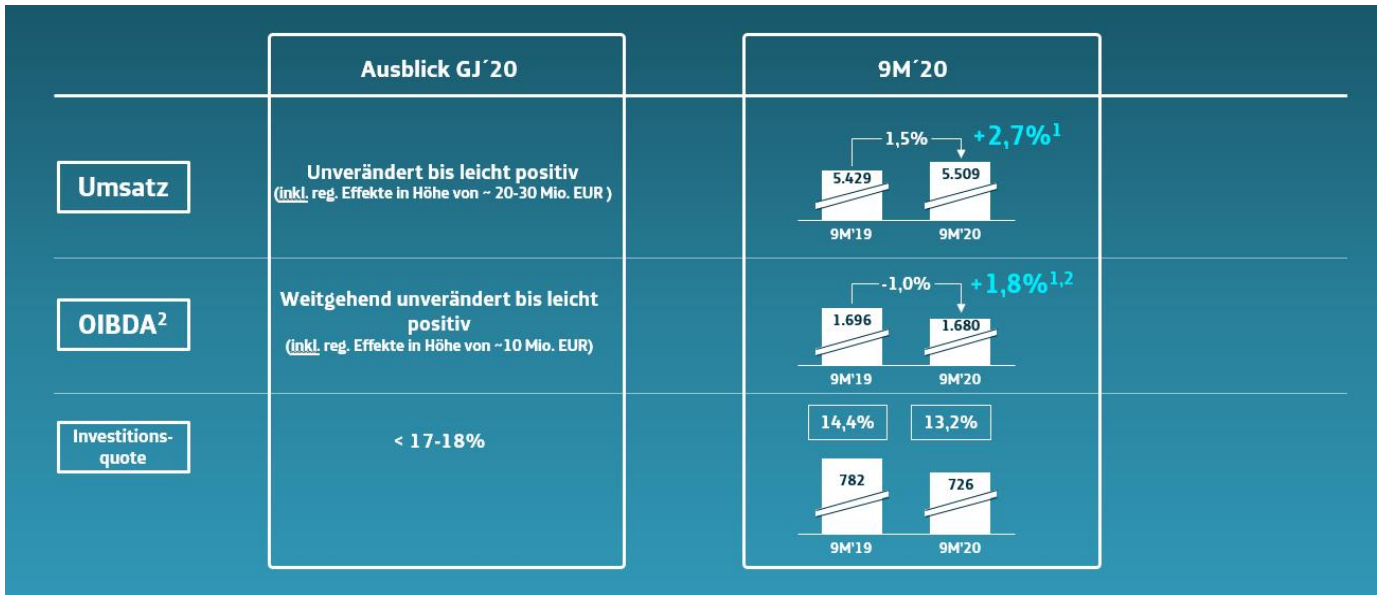 Ausblick GJ´20
9M´20
Umsatz
Unverändert bis leicht positiv
(inkl. reg. Effekte in Höhe von ~ 20-30 Mio. EUR )
1,5%
+2,7%¹
5.429
5.509
9M'19
9M'20
OIBDA²
Weitgehend unverändert bis leicht
positiv
(inkl. reg. Effekte in Höhe von ~10 Mio. EUR)
-1,0%
+1,8%¹,²
1.696
1.680
9M'19
9M'20
Investitions-
quote
< 17-18%
14,4%
13,2%
782
726
9M'19
9M'20